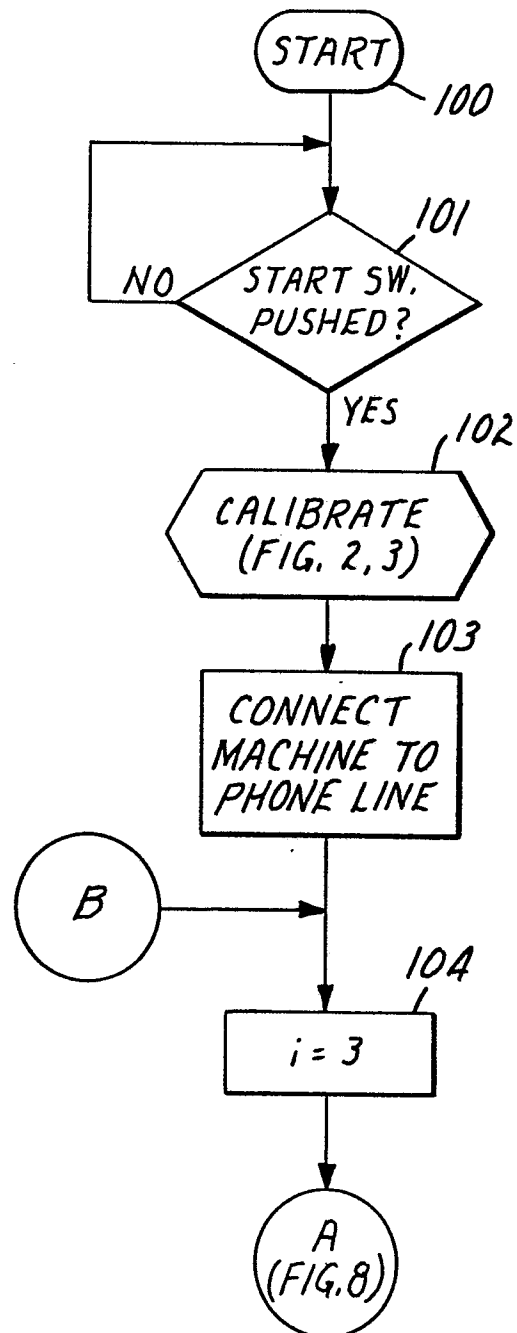 START
100
101
START SW.
PUSHED?
NO
YES
102
CALIBRATE
(FIG. 2, 3)
103
CONNECT
MACHINE TO
PHONE LINE
B
104
i = 3
A
(FIG. 8)